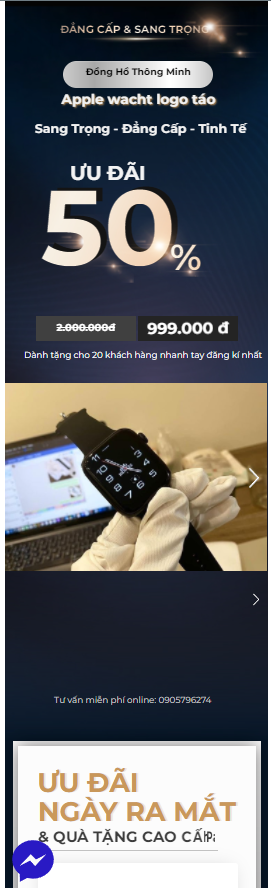 ĐẲNG CẤP & SANG TRỌNG
Đồng Hồ Thông Minh
Apple wacht logo táo
Sang Trọng - Đẳng Cấp - Tinh Tế
ƯU ĐÃI
50%
2.000.000đ 999.000 đ
Dành tặng cho 20 khách hàng nhanh tay đăng kí nhất
Tư vấn miễn phí online: 0905796274
ƯU ĐÃI
NGÀY RA MẮT
& QUÀ TẶNG CAO CẤP